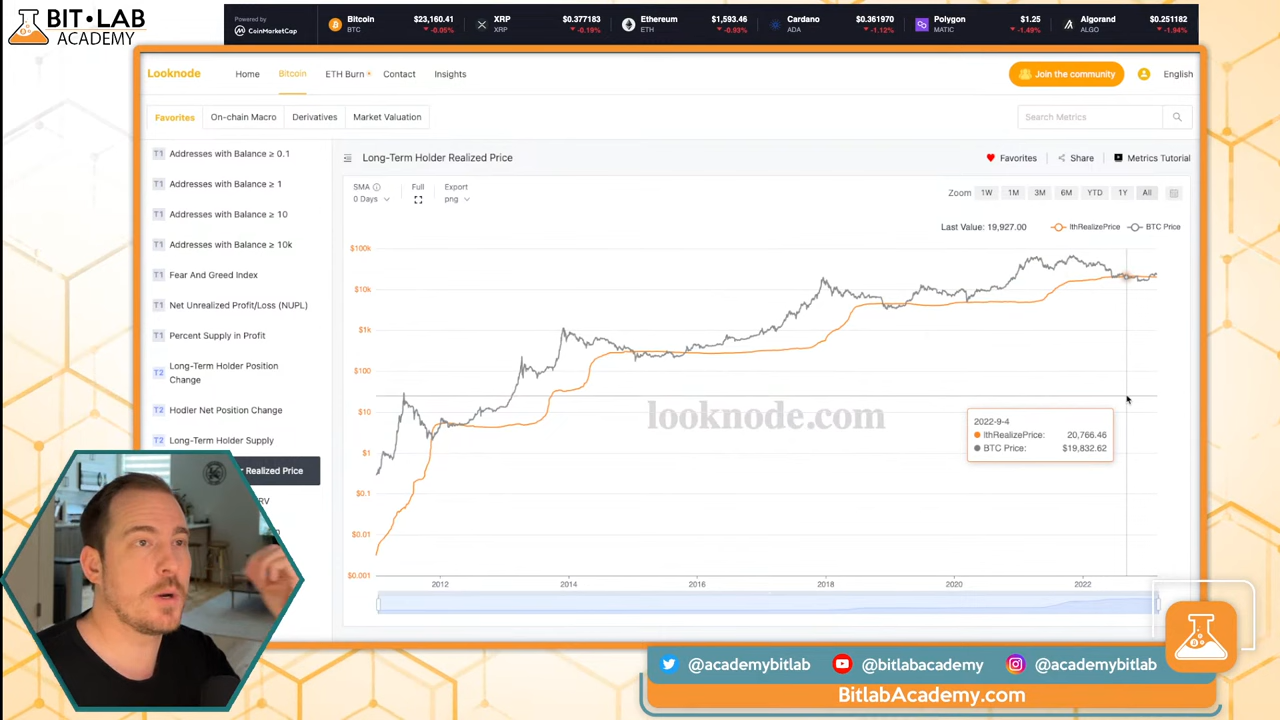 BIT·LAB
ACADEMY
Powered by
CoinMarketCap
Bitcoin
BTC
$23,160.41
-0.05%
XRP
XRP
$0.377183
-0.19%
Ethereum
ETH
$1,593.46
-0.93%
Cardano
ADA
$0.361970
-1.12%
Polygon
MATIC
$1.25
-1.49%
Algorand
ALGO
$0.251182
-1.94%
Looknode
Home
Bitcoin
ETH Burn
Contact
Insights
Join the community
English
Favorites
On-chain Macro
Derivatives
Market Valuation
Search Metrics
T1 Addresses with Balance ≥ 0.1
T1 Addresses with Balance ≥ 1
T1 Addresses with Balance ≥ 10
T1 Addresses with Balance ≥ 10k
T1 Fear And Greed Index
T1 Net Unrealized Profit/Loss (NUPL)
T1 Percent Supply in Profit
T2 Long-Term Holder Position
Change
T2 Hodler Net Position Change
T2 Long-Term Holder Supply
r Realized Price
RV
Long-Term Holder Realized Price
Favorites
Share
Metrics Tutorial
SMA
0 Days
Full
Export
png
Zoom
1W
1M
3M
6M
YTD
1Y
All
Last Value: 19,927.00
lthRealizePrice
BTC Price
$100k
$10k
$1k
$100
$10
$1
$0.1
$0.01
$0.001
looknode.com
2022-9-4
lthRealizePrice: 20,766.46
BTC Price: $19,832.62
2012
2014
2016
2018
2020
2022
@academybitlab
@bitlabacademy
@academybitlab
BitlabAcademy.com